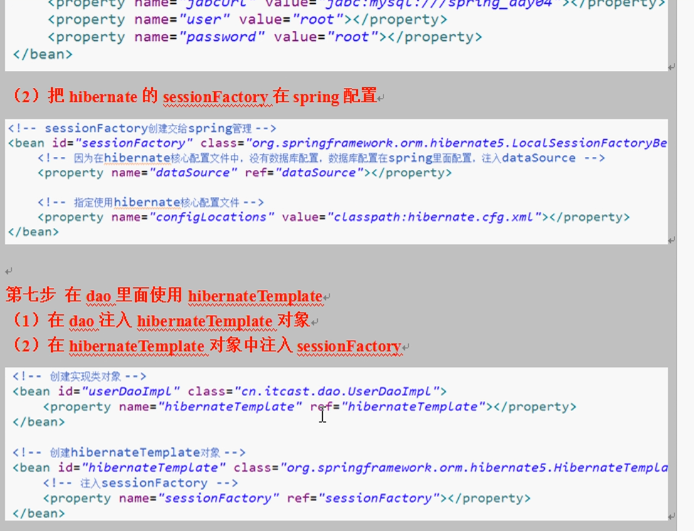 <property name="jdbcUrl" value="jdbc:mysql:///spring_day04"></property>
<property name="user" value="root"></property>
<property name="password" value="root"></property>
</bean>
（2）把 hibernate 的 sessionFactory 在 spring 配置
<!-- sessionFactory创建交给spring管理 -->
<bean id="sessionFactory" class="org.springframework.orm.hibernate5.LocalSessionFactoryBe
<!-- 因为在hibernate核心配置文件中，没有数据库配置，数据库配置在spring里面配置，注入dataSource -->
<property name="dataSource" ref="dataSource"></property>
<!-- 指定使用hibernate核心配置文件 -->
<property name="configLocations" value="classpath:hibernate.cfg.xml"></property>
</bean>
第七步 在 dao 里面使用 hibernateTemplate
（1）在 dao 注入 hibernateTemplate 对象
（2）在 hibernateTemplate 对象中注入 sessionFactory
<!-- 创建实现类对象 -->
<bean id="userDaoImpl" class="cn.itcast.dao.UserDaoImpl">
<property name="hibernateTemplate" ref="hibernateTemplate"></property>
</bean>
<!-- 创建hibernateTemplate对象 -->
<bean id="hibernateTemplate" class="org.springframework.orm.hibernate5.HibernateTempla
<!-- 注入sessionFactory -->
<property name="sessionFactory" ref="sessionFactory"></property>
</bean>